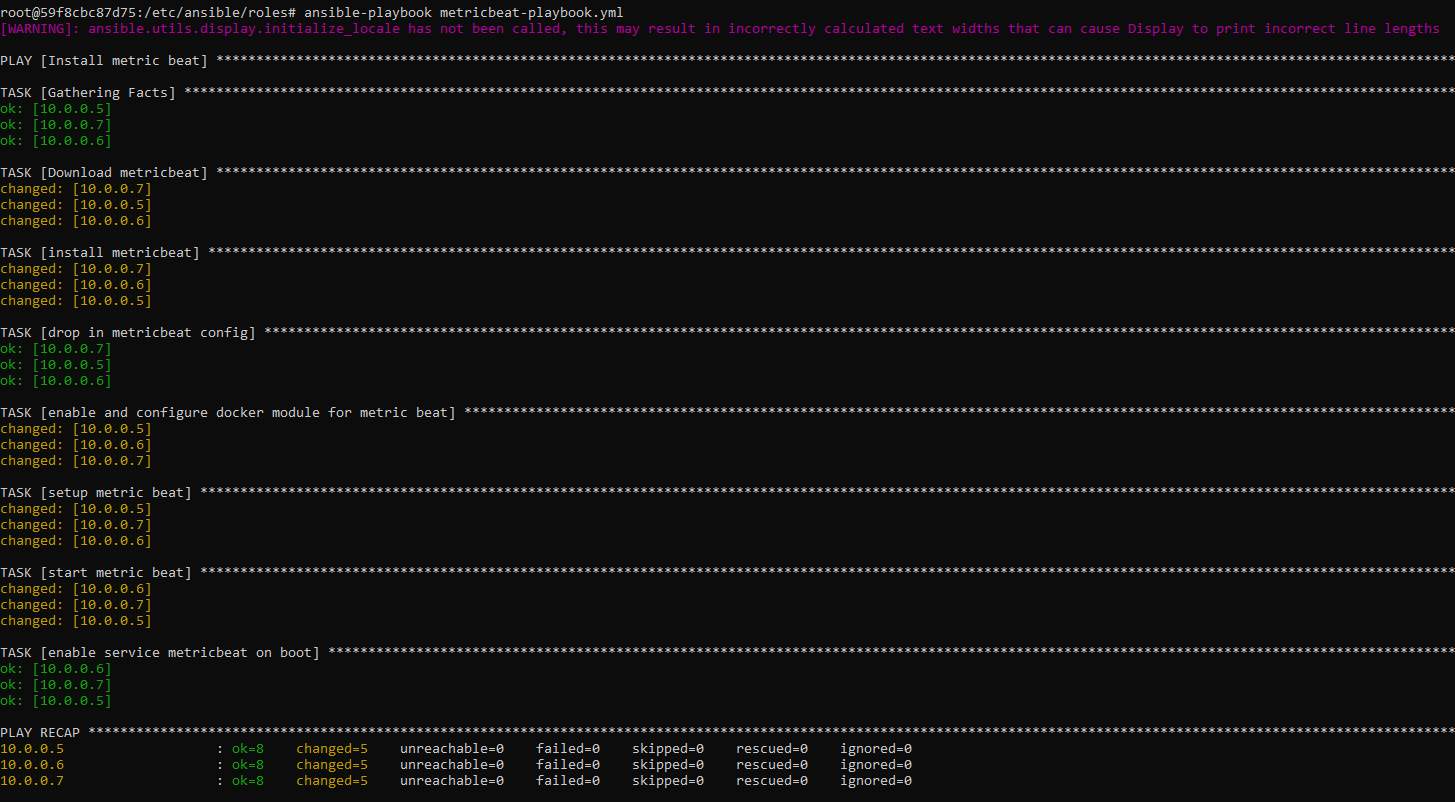 root@59f8cbc87d75:/etc/ansible/roles# ansible-playbook metricbeat-playbook.yml
[WARNING]: ansible.utils.display.initialize_locale has not been called, this may result in incorrectly calculated text widths that can cause Display to print incorrect line lengths
PLAY [Install metric beat] ***********************************************************************************************************************************************************
TASK [Gathering Facts] ***************************************************************************************************************************************************************
ok: [10.0.0.5]
ok: [10.0.0.7]
ok: [10.0.0.6]
TASK [Download metricbeat] ***********************************************************************************************************************************************************
changed: [10.0.0.7]
changed: [10.0.0.5]
changed: [10.0.0.6]
TASK [install metricbeat] ************************************************************************************************************************************************************
changed: [10.0.0.7]
changed: [10.0.0.6]
changed: [10.0.0.5]
TASK [drop in metricbeat config] *****************************************************************************************************************************************************
ok: [10.0.0.7]
ok: [10.0.0.5]
ok: [10.0.0.6]
TASK [enable and configure docker module for metric beat] ****************************************************************************************************************************
changed: [10.0.0.5]
changed: [10.0.0.6]
changed: [10.0.0.7]
TASK [setup metric beat] *************************************************************************************************************************************************************
changed: [10.0.0.5]
changed: [10.0.0.7]
changed: [10.0.0.6]
TASK [start metric beat] *************************************************************************************************************************************************************
changed: [10.0.0.6]
changed: [10.0.0.7]
changed: [10.0.0.5]
TASK [enable service metricbeat on boot] *********************************************************************************************************************************************
ok: [10.0.0.6]
ok: [10.0.0.7]
ok: [10.0.0.5]
PLAY RECAP ***************************************************************************************************************************************************************************
10.0.0.5                   : ok=8    changed=5    unreachable=0    failed=0    skipped=0    rescued=0    ignored=0
10.0.0.6                   : ok=8    changed=5    unreachable=0    failed=0    skipped=0    rescued=0    ignored=0
10.0.0.7                   : ok=8    changed=5    unreachable=0    failed=0    skipped=0    rescued=0    ignored=0